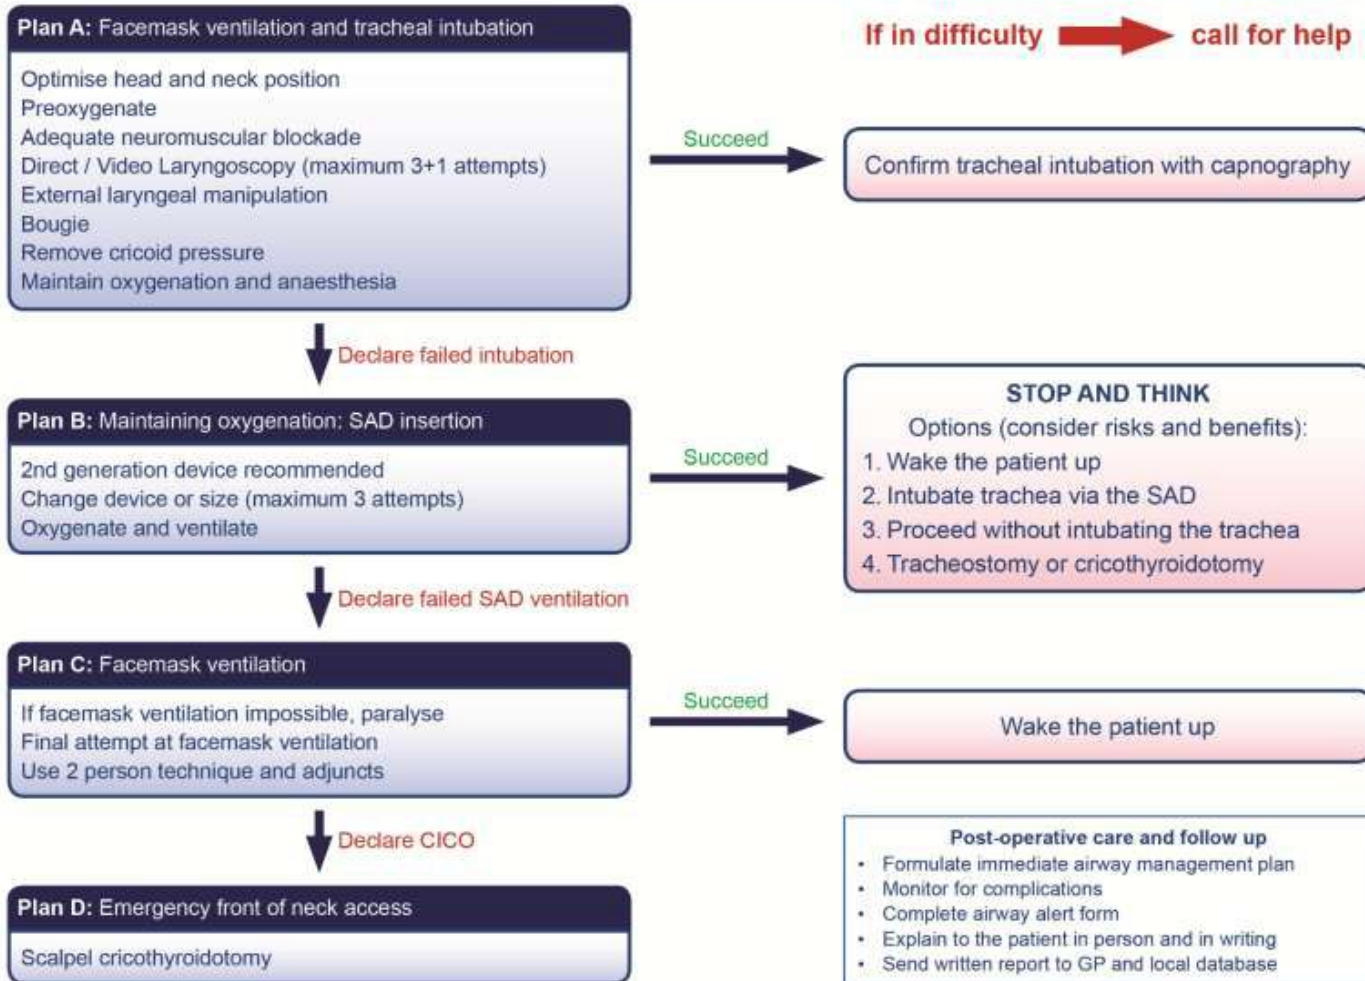 Plan A: Facemask ventilation and tracheal intubation
Optimise head and neck position
Preoxygenate
Adequate neuromuscular blockade
Direct / Video Laryngoscopy (maximum 3+1 attempts)
External laryngeal manipulation
Bougie
Remove cricoid pressure
Maintain oxygenation and anaesthesia
If in difficulty call for help
Succeed
Confirm tracheal intubation with capnography
Declare failed intubation
Plan B: Maintaining oxygenation: SAD insertion
2nd generation device recommended
Change device or size (maximum 3 attempts)
Oxygenate and ventilate
Succeed
STOP AND THINK
Options (consider risks and benefits):
1. Wake the patient up
2. Intubate trachea via the SAD
3. Proceed without intubating the trachea
4. Tracheostomy or cricothyroidotomy
Declare failed SAD ventilation
Plan C: Facemask ventilation
If facemask ventilation impossible, paralyse
Final attempt at facemask ventilation
Use 2 person technique and adjuncts
Succeed
Wake the patient up
Declare CICO
Plan D: Emergency front of neck access
Scalpel cricothyroidotomy
Post-operative care and follow up
• Formulate immediate airway management plan
• Monitor for complications
• Complete airway alert form
• Explain to the patient in person and in writing
• Send written report to GP and local database